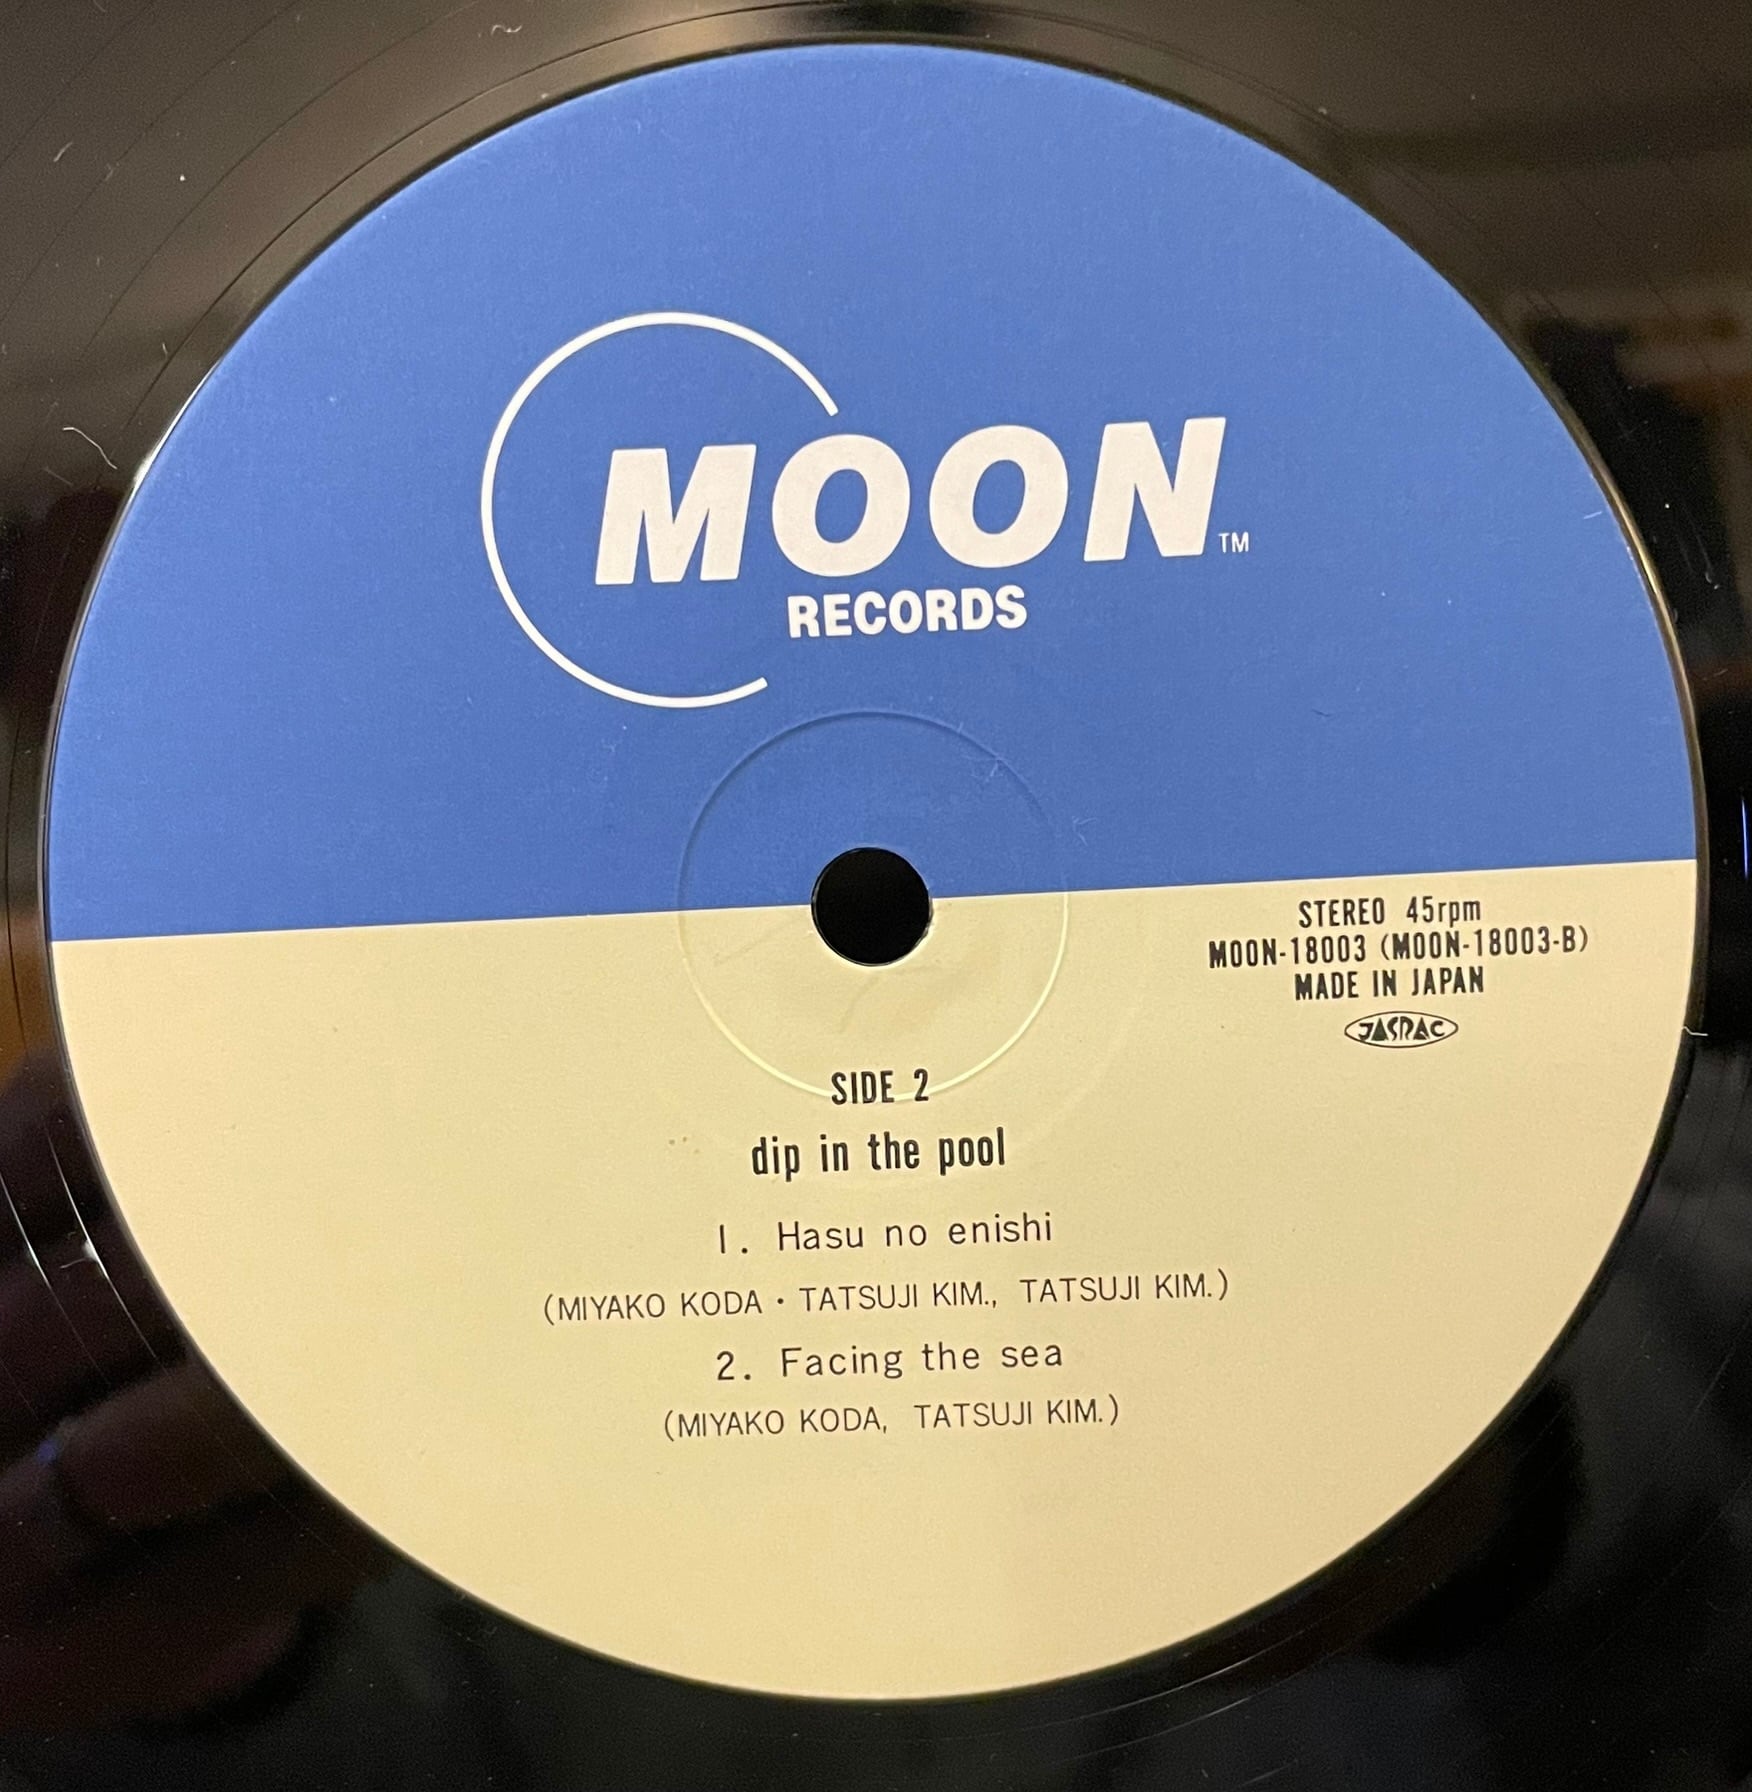 MOON TM
RECORDS
STEREO 45rpm
MOON-18003 (MOON-18003-B)
MADE IN JAPAN
JASRAC
SIDE 2
dip in the pool
1. Hasu no enishi
(MIYAKO KODA・TATSUJI KIM., TATSUJI KIM.)
2. Facing the sea
(MIYAKO KODA, TATSUJI KIM.)